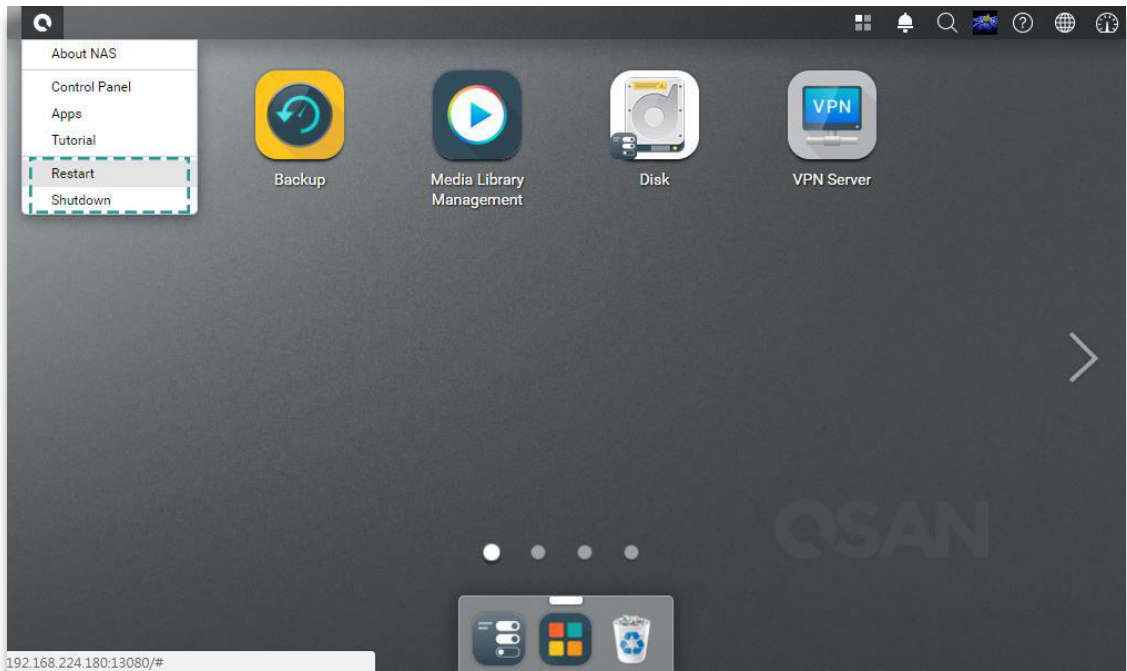 About NAS
Control Panel
Apps
Tutorial
Restart
Shutdown
VPN
Backup
Media Library
Management
Disk
VPN Server
QSAN
192.168.224.180:13080/#